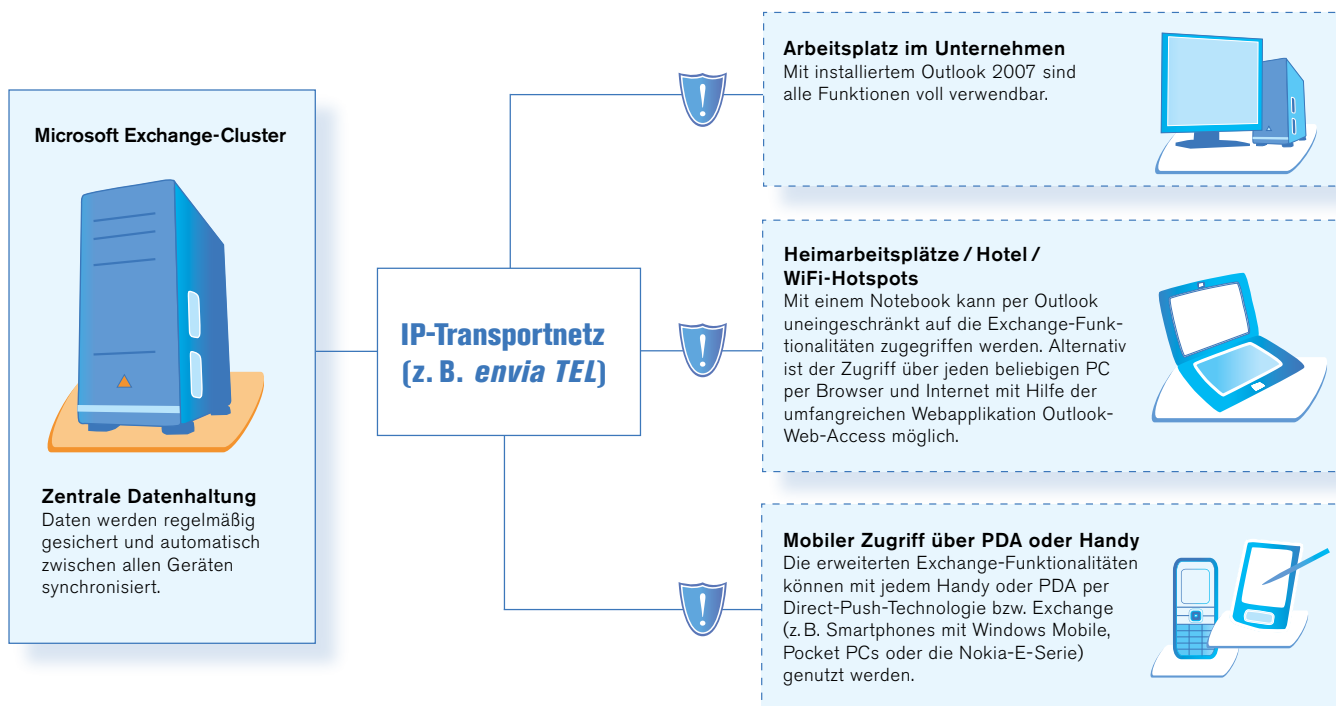 Microsoft Exchange-Cluster
Zentrale Datenhaltung
Daten werden regelmäßig
gesichert und automatisch
zwischen allen Geräten
synchronisiert.
IP-Transportnetz
(z. B. envia TEL)
Arbeitsplatz im Unternehmen
Mit installiertem Outlook 2007 sind
alle Funktionen voll verwendbar.
Heimarbeitsplätze / Hotel /
WiFi-Hotspots
Mit einem Notebook kann per Outlook
uneingeschränkt auf die Exchange-Funk-
tionalitäten zugegriffen werden. Alternativ
ist der Zugriff über jeden beliebigen PC
per Browser und Internet mit Hilfe der
umfangreichen Webapplikation Outlook-
Web-Access möglich.
Mobiler Zugriff über PDA oder Handy
Die erweiterten Exchange-Funktionalitäten
können mit jedem Handy oder PDA per
Direct-Push-Technologie bzw. Exchange
(z. B. Smartphones mit Windows Mobile,
Pocket PCs oder die Nokia-E-Serie)
genutzt werden.